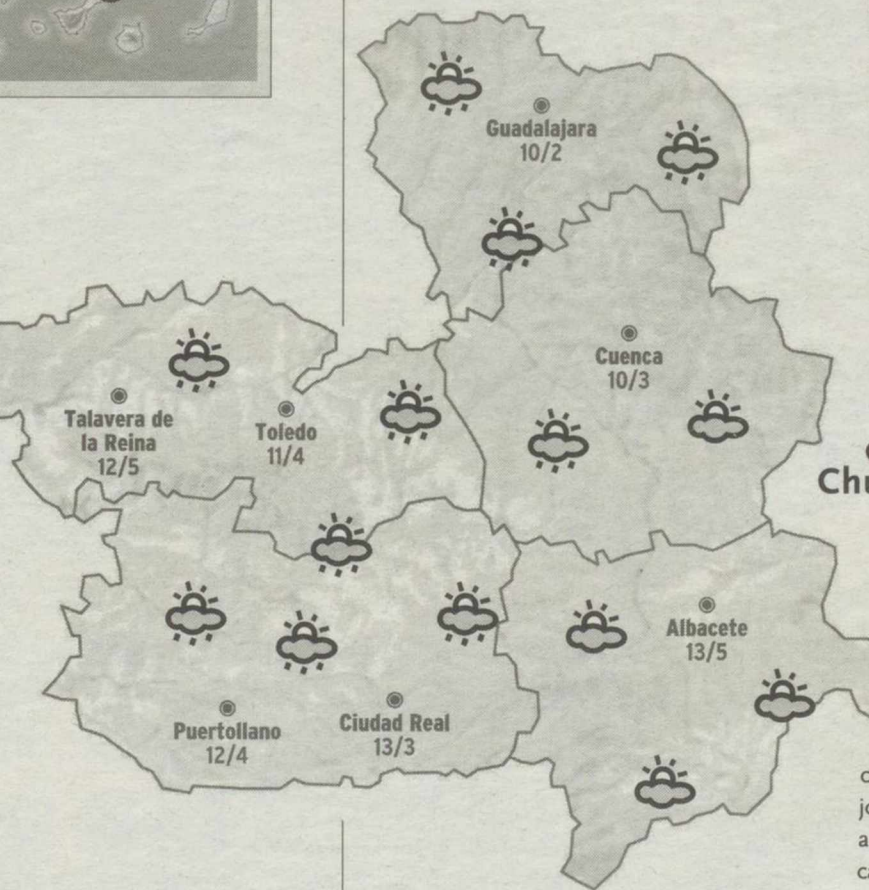 Guadalajara
10/2
Cuenca
10/3
Talavera de
la Reina
12/5
Toledo
11/4
Albacete
13/5
Puertollano
12/4
Ciudad Real
13/3